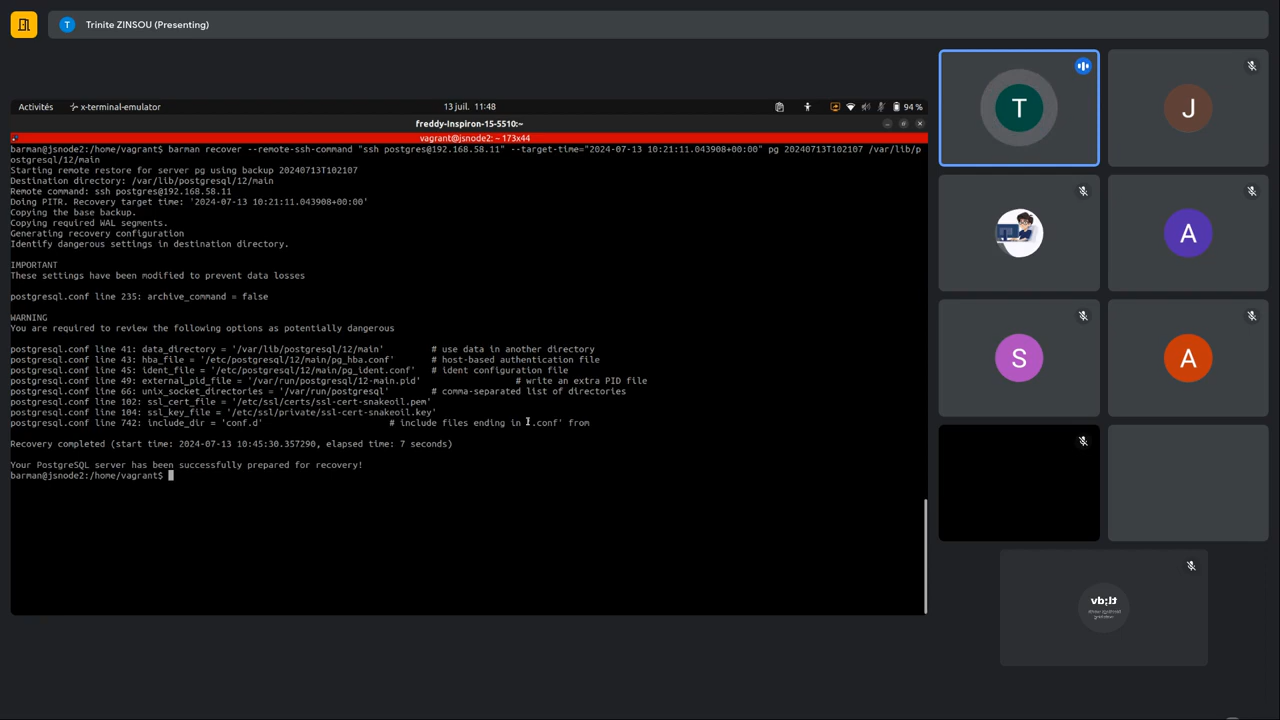 T Trinite ZINSOU (Presenting)
Activités x-terminal-emulator 13 juil. 11:48 94 %
freddy-Inspiron-15-5510:~
vagrant@jsnode2: ~ 173x44
barman@jsnode2:/home/vagrant$ barman recover --remote-ssh-command "ssh postgres@192.168.58.11" --target-time="2024-07-13 10:21:11.043908+00:00" pg 20240713T102107 /var/lib/p
ostgresql/12/main
Starting remote restore for server pg using backup 20240713T102107
Destination directory: /var/lib/postgresql/12/main
Remote command: ssh postgres@192.168.58.11
Doing PITR. Recovery target time: '2024-07-13 10:21:11.043908+00:00'
Copying the base backup.
Copying required WAL segments.
Generating recovery configuration
Identify dangerous settings in destination directory.
IMPORTANT
These settings have been modified to prevent data losses
postgresql.conf line 235: archive_command = false
WARNING
You are required to review the following options as potentially dangerous
postgresql.conf line 41: data_directory = '/var/lib/postgresql/12/main' # use data in another directory
postgresql.conf line 43: hba_file = '/etc/postgresql/12/main/pg_hba.conf' # host-based authentication file
postgresql.conf line 45: ident_file = '/etc/postgresql/12/main/pg_ident.conf' # ident configuration file
postgresql.conf line 49: external_pid_file = '/var/run/postgresql/12-main.pid' # write an extra PID file
postgresql.conf line 66: unix_socket_directories = '/var/run/postgresql' # comma-separated list of directories
postgresql.conf line 102: ssl_cert_file = '/etc/ssl/certs/ssl-cert-snakeoil.pem'
postgresql.conf line 104: ssl_key_file = '/etc/ssl/private/ssl-cert-snakeoil.key'
postgresql.conf line 742: include_dir = 'conf.d' # include files ending in '.conf' from
Recovery completed (start time: 2024-07-13 10:45:30.357290, elapsed time: 7 seconds)
Your PostgreSQL server has been successfully prepared for recovery!
barman@jsnode2:/home/vagrant$
T
J
A
S
A